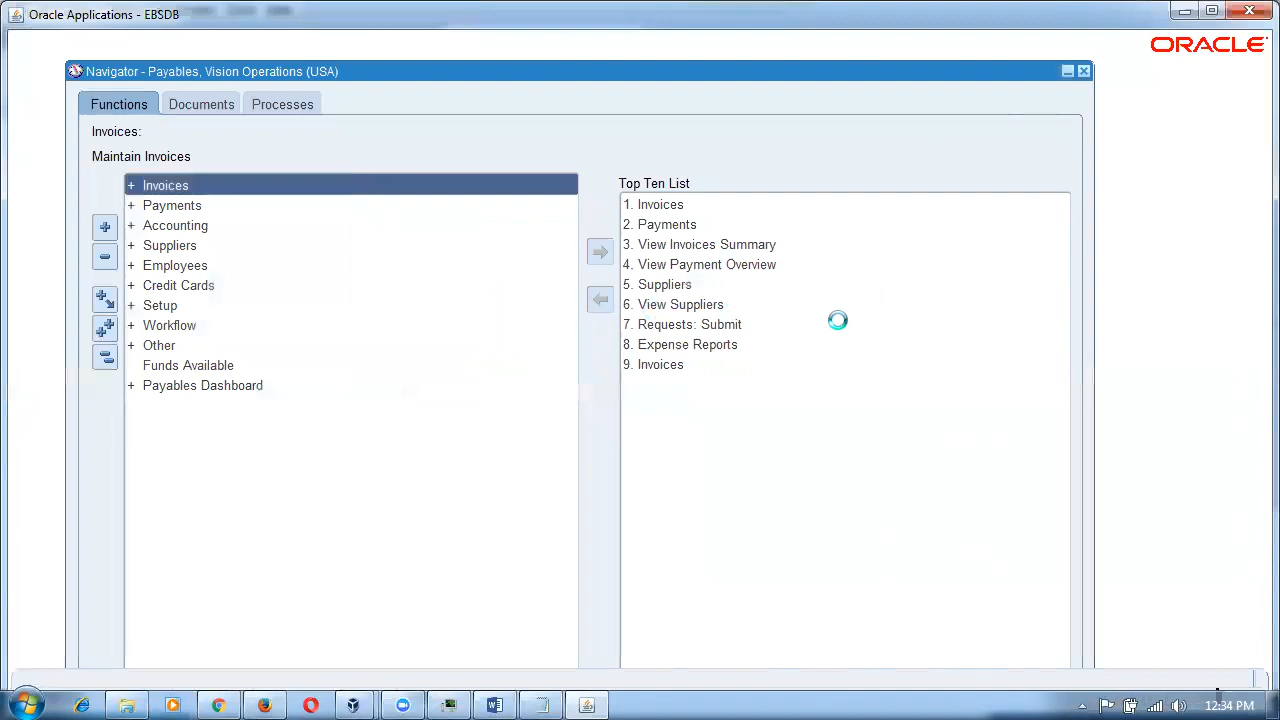 Oracle Applications - EBSDB
ORACLE
Navigator - Payables, Vision Operations (USA)
Functions Documents Processes
Invoices:
Maintain Invoices
+ Invoices
+ Payments
+ Accounting
+ Suppliers
+ Employees
+ Credit Cards
+ Setup
+ Workflow
+ Other
Funds Available
+ Payables Dashboard
Top Ten List
1. Invoices
2. Payments
3. View Invoices Summary
4. View Payment Overview
5. Suppliers
6. View Suppliers
7. Requests: Submit
8. Expense Reports
9. Invoices
12:34 PM